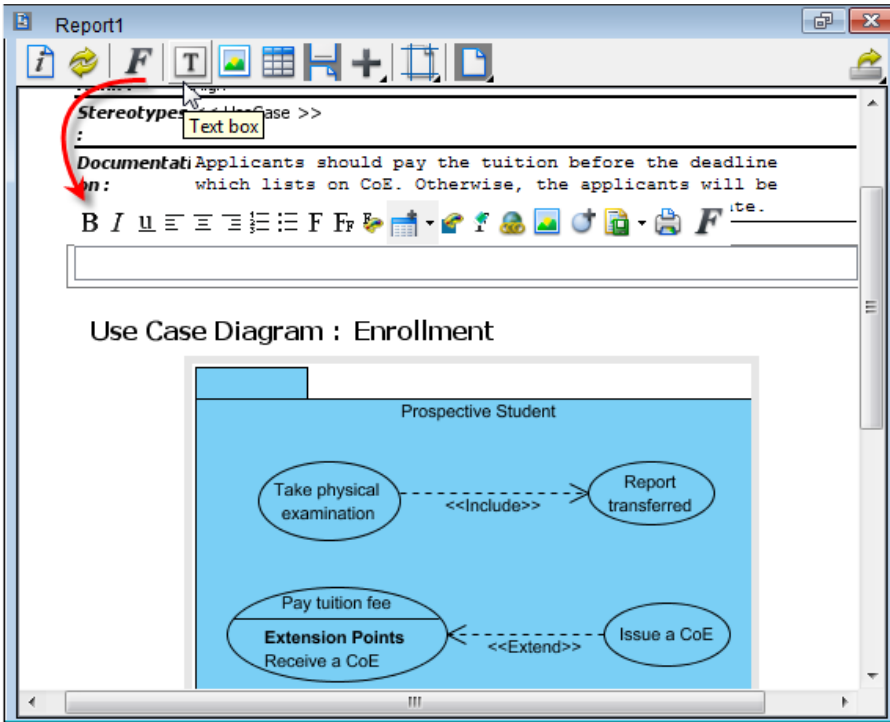 Report1
Text box
Stereotypes << UseCase >>
:
Documentati Applicants should pay the tuition before the deadline
on : which lists on CoE. Otherwise, the applicants will be
te.
B I u F
Use Case Diagram : Enrollment
Prospective Student
Take physical
examination
<<Include>>
Report
transferred
Pay tuition fee
Extension Points
Receive a CoE
<<Extend>>
Issue a CoE